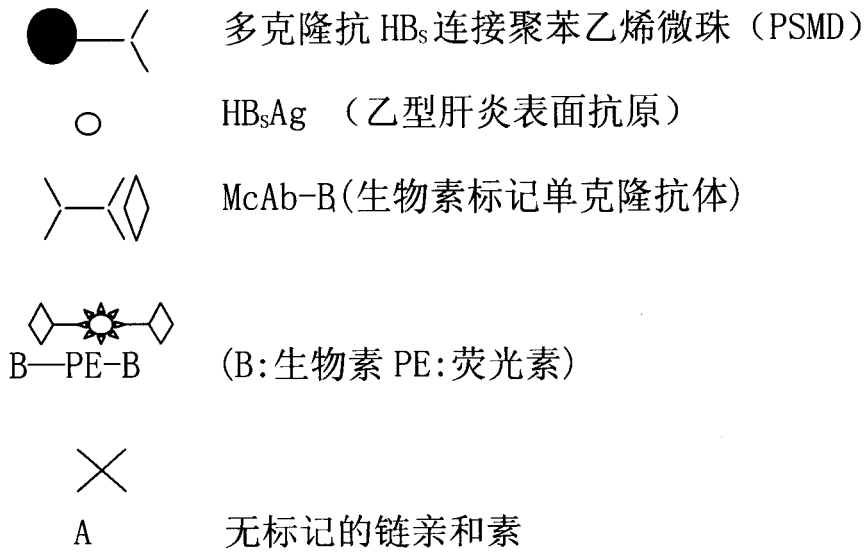 多克隆抗 HBs连接聚苯乙烯微珠（PSMD）
HBsAg （乙型肝炎表面抗原）
McAb-B(生物素标记单克隆抗体)
B—PE-B (B:生物素 PE:荧光素)
A 无标记的链亲和素